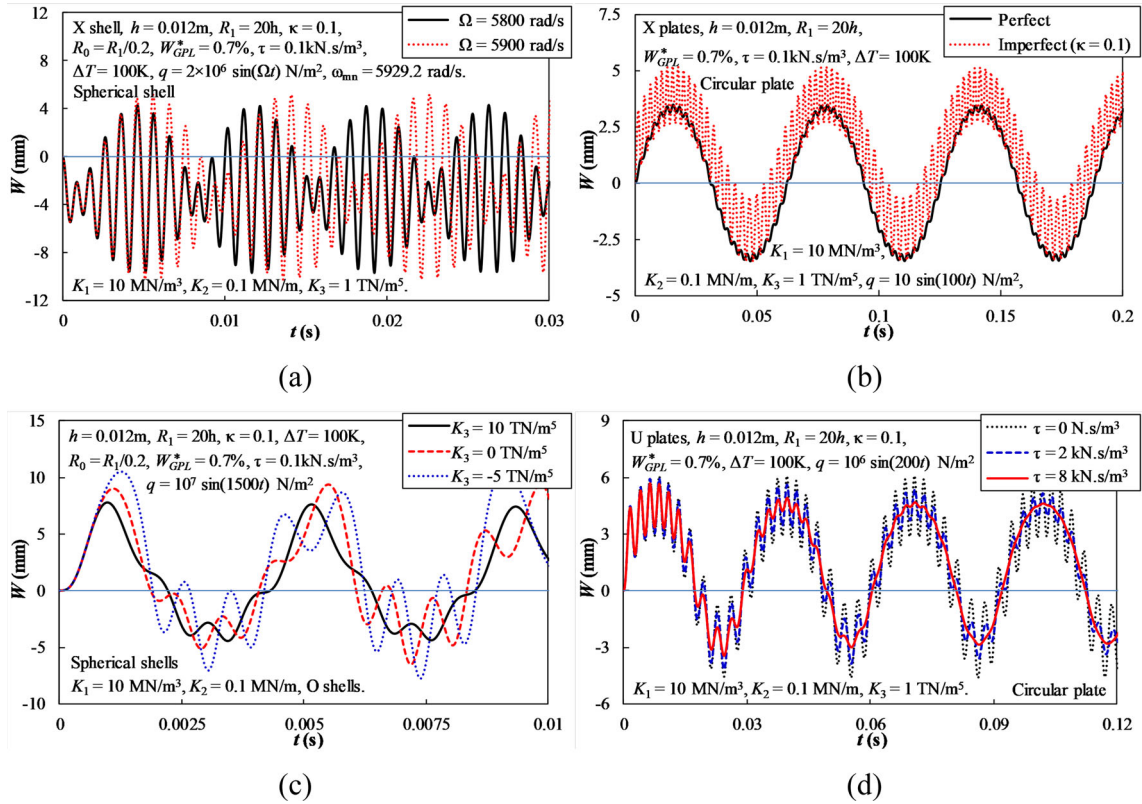 X shell, h = 0.012m, R1 = 20h, κ = 0.1,
R0 = R1/0.2, W*GPL = 0.7%, τ = 0.1kN.s/m³,
ΔT = 100K, q = 2×10⁶ sin(Ωt) N/m², ωmn = 5929.2 rad/s.
Spherical shell
Ω = 5800 rad/s
Ω = 5900 rad/s
12
8
4
0
-4
-8
-12
W (mm)
K1 = 10 MN/m³, K2 = 0.1 MN/m, K3 = 1 TN/m⁵.
0 0.01 0.02 0.03
t (s)
(a)
X plates, h = 0.012m, R1 = 20h,
W*GPL = 0.7%, τ = 0.1kN.s/m³, ΔT = 100K
Circular plate
Perfect
Imperfect (κ = 0.1)
7.5
5
2.5
0
-2.5
-5
W (mm)
K1 = 10 MN/m³,
K2 = 0.1 MN/m, K3 = 1 TN/m⁵, q = 10 sin(100t) N/m²,
0 0.05 0.1 0.15 0.2
t (s)
(b)
h = 0.012m, R1 = 20h, κ = 0.1, ΔT = 100K,
R0 = R1/0.2, W*GPL = 0.7%, τ = 0.1kN.s/m³,
q = 10⁷ sin(1500t) N/m²
K3 = 10 TN/m⁵
K3 = 0 TN/m⁵
K3 = -5 TN/m⁵
15
10
5
0
-5
10
W (mm)
Spherical shells
K1 = 10 MN/m³, K2 = 0.1 MN/m, O shells.
0 0.0025 0.005 0.0075 0.01
t (s)
(c)
U plates, h = 0.012m, R1 = 20h, κ = 0.1,
W*GPL = 0.7%, ΔT = 100K, q = 10⁶ sin(200t) N/m²
τ = 0 N.s/m³
τ = 2 kN.s/m³
τ = 8 kN.s/m³
9
6
3
0
-3
-6
W (mm)
K1 = 10 MN/m³, K2 = 0.1 MN/m, K3 = 1 TN/m⁵.
Circular plate
0 0.03 0.06 0.09 0.12
t (s)
(d)